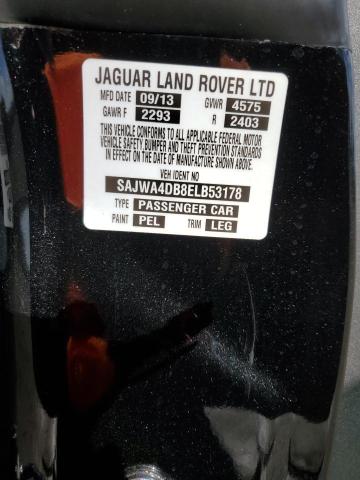 JAGUAR LAND ROVER LTD
MFD DATE 09/13 GVWR 4575
GAWR F 2293 R 2403
THIS VEHICLE CONFORMS TO ALL APPLICABLE FEDERAL MOTOR
VEHICLE SAFETY, BUMPER AND THEFT PREVENTION STANDARDS
IN EFFECT ON THE DATE OF MANUFACTURE SHOWN ABOVE
VEH IDENT NO
SAJWA4DB8ELB53178
TYPE PASSENGER CAR
PAINT PEL TRIM LEG